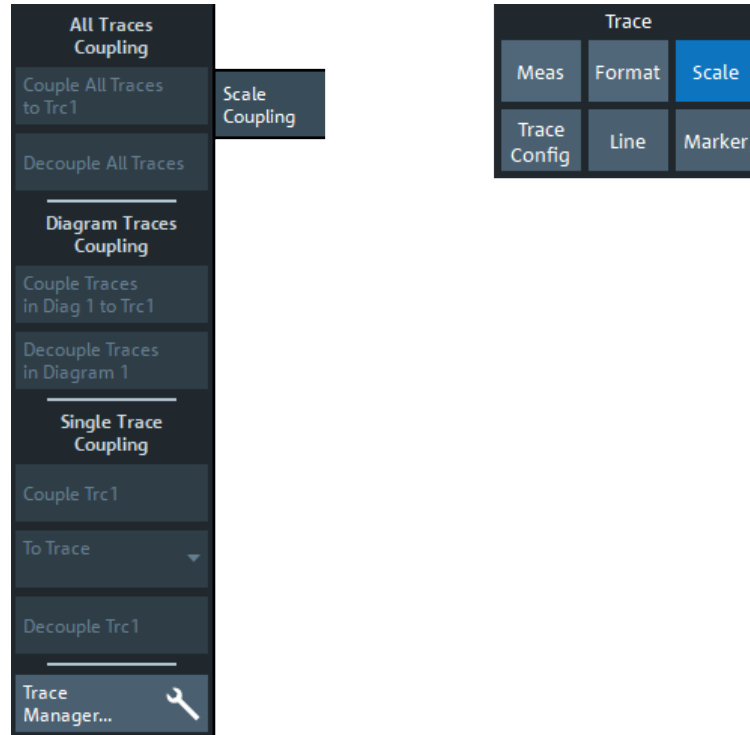 All Traces
Coupling
Couple All Traces
to Trc1
Decouple All Traces
Diagram Traces
Coupling
Couple Traces
in Diag 1 to Trc1
Decouple Traces
in Diagram 1
Single Trace
Coupling
Couple Trc1
To Trace
Decouple Trc1
Trace
Manager...
Scale
Coupling
Trace
Meas
Format
Scale
Trace
Config
Line
Marker